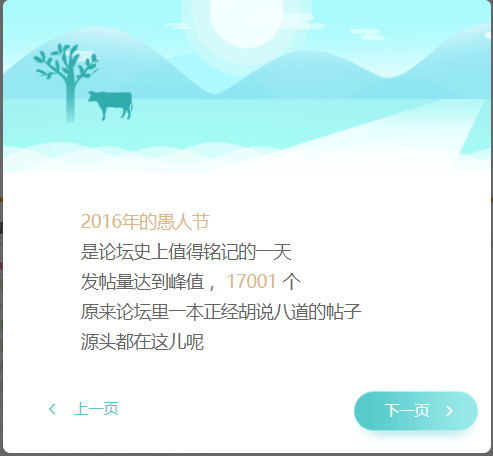 2016年的愚人节
是论坛史上值得铭记的一天
发帖量达到峰值，17001 个
原来论坛里一本正经胡说八道的帖子
源头都在这儿呢
上一页
下一页